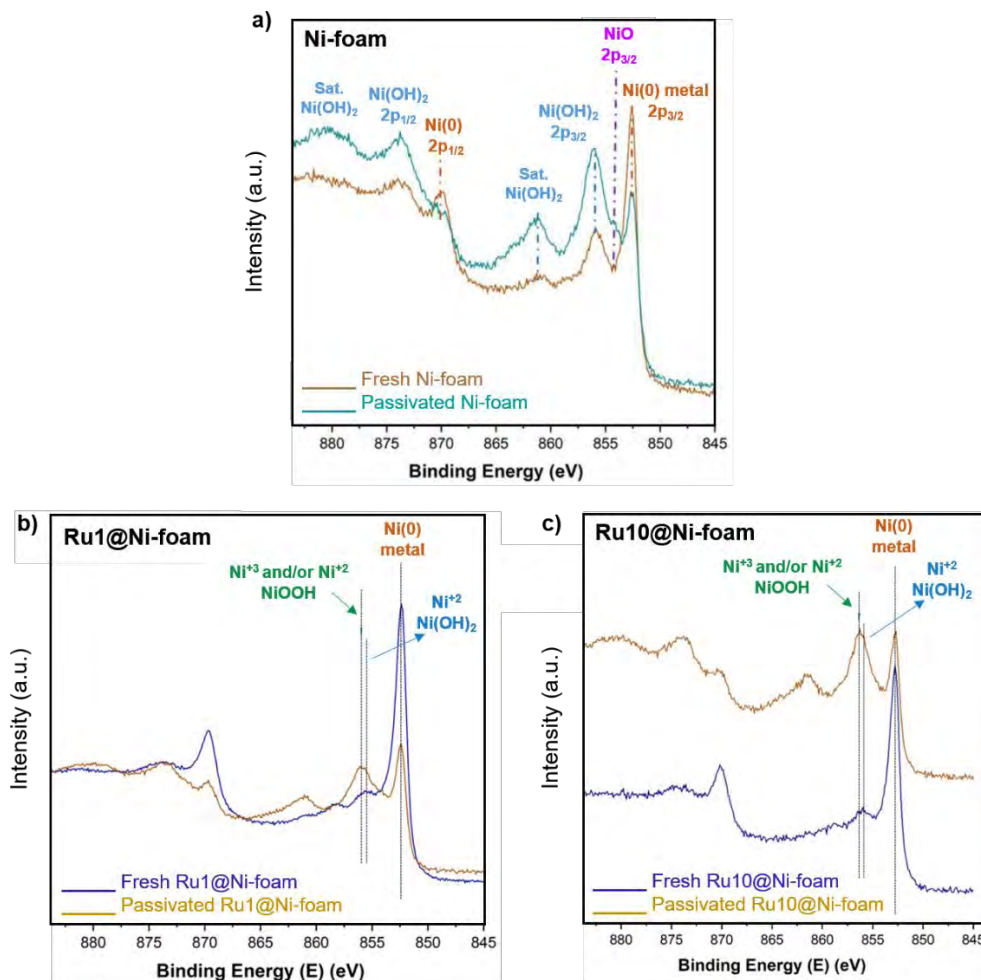 a)
Ni-foam
NiO
2p3/2
Ni(0) metal
2p3/2
Sat.
Ni(OH)2
Ni(OH)2
2p1/2
Ni(0)
2p1/2
Ni(OH)2
2p3/2
Sat.
Ni(OH)2
Intensity (a.u.)
Fresh Ni-foam
Passivated Ni-foam
880 875 870 865 860 855 850 845
Binding Energy (eV)
b)
Ru1@Ni-foam
Ni(0)
metal
Ni+3 and/or Ni+2
NiOOH
Ni+2
Ni(OH)2
Intensity (a.u.)
Fresh Ru1@Ni-foam
Passivated Ru1@Ni-foam
880 875 870 865 860 855 850 845
Binding Energy (E) (eV)
c)
Ru10@Ni-foam
Ni(0)
metal
Ni+3 and/or Ni+2
NiOOH
Ni+2
Ni(OH)2
Intensity (a.u.)
Fresh Ru10@Ni-foam
Passivated Ru10@Ni-foam
880 875 870 865 860 855 850 845
Binding Energy (E) (eV)